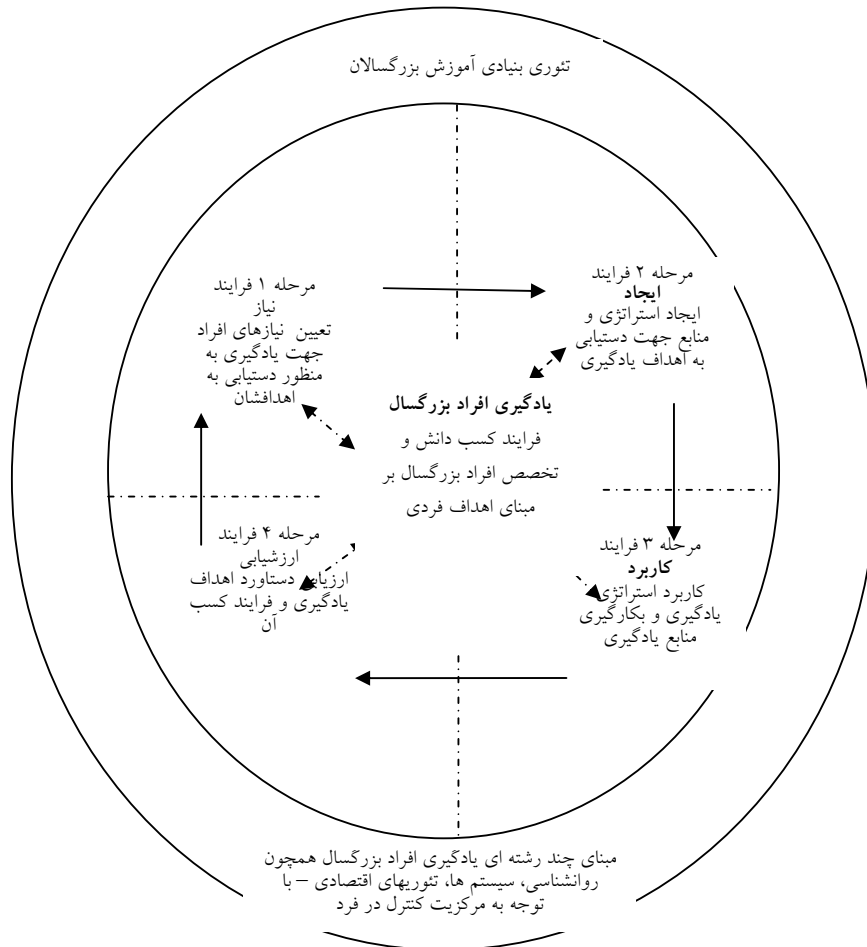 تئوری بنیادی آموزش بزرگسالان
مرحله ۱ فرایند
نیاز
تعیین نیازهای افراد
جهت یادگیری به
منظور دستیابی به
اهدافشان
مرحله ۲ فرایند
ایجاد
ایجاد استراتژی و
منابع جهت دستیابی
به اهداف یادگیری
یادگیری افراد بزرگسال
فرایند کسب دانش و
تخصص افراد بزرگسال بر
مبنای اهداف فردی
مرحله ۳ فرایند
کاربرد
کاربرد استراتژی
یادگیری و بکارگیری
منابع یادگیری
مرحله ۴ فرایند
ارزشیابی
ارزیابی دستاورد اهداف
یادگیری و فرایند کسب
آن
مبنای چند رشته ای یادگیری افراد بزرگسال همچون
روانشناسی، سیستم ها، تئوریهای اقتصادی – با
توجه به مرکزیت کنترل در فرد